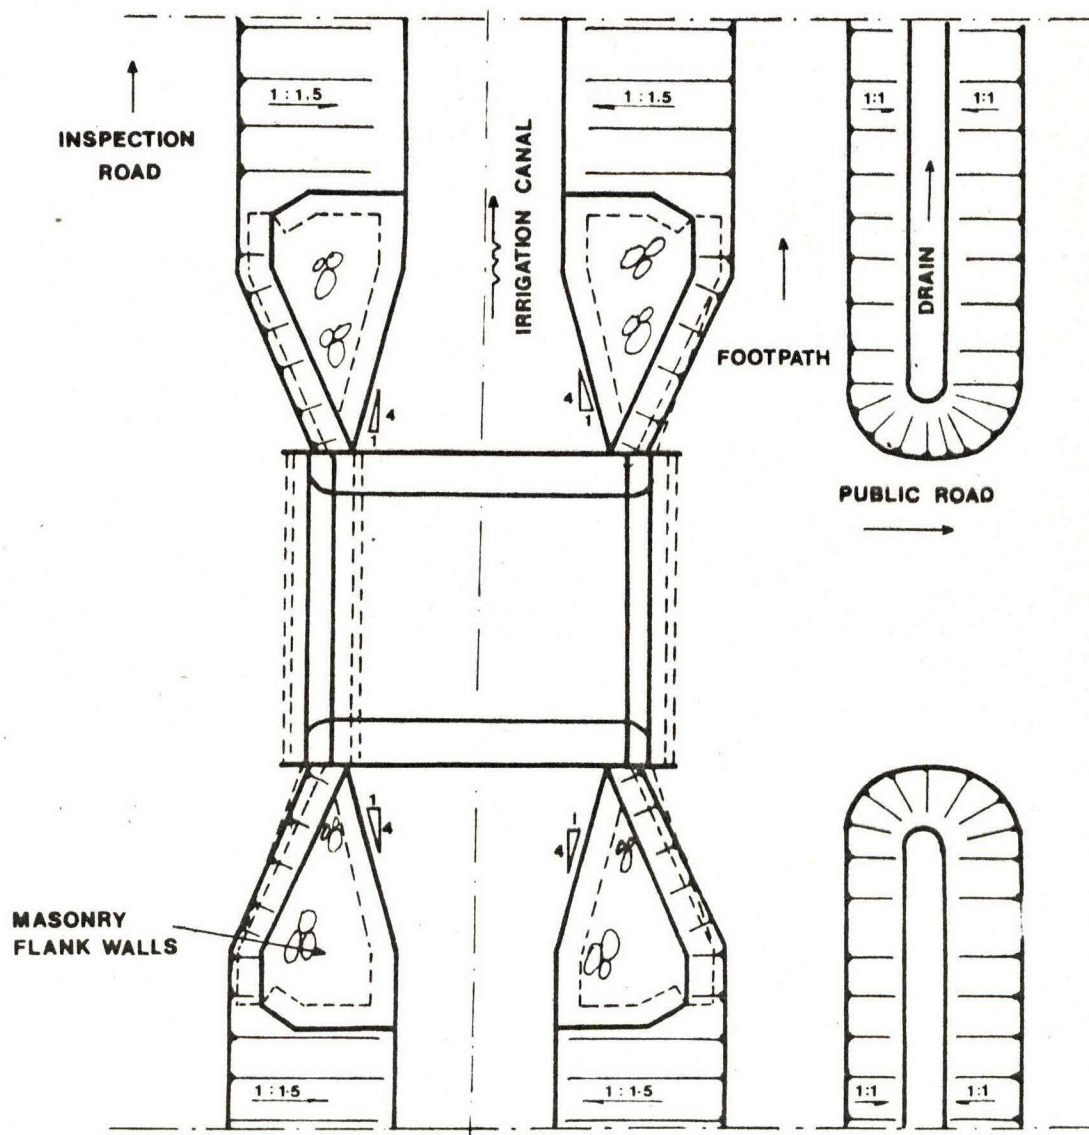 1 : 1.5
1 : 1.5
1:1
1:1
INSPECTION
ROAD
IRRIGATION CANAL
DRAIN
FOOTPATH
4
1
4
1
PUBLIC ROAD
1
4
4
MASONRY
FLANK WALLS
1 : 1·5
1 : 1·5
1:1
1:1